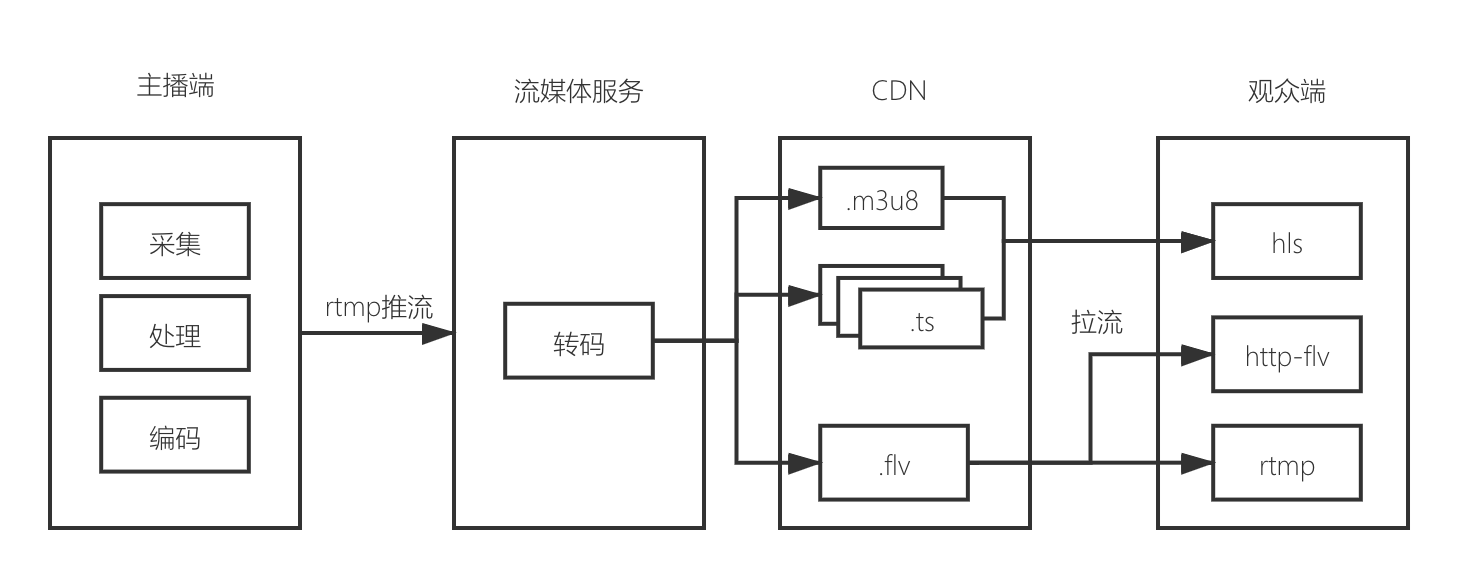 主播端
流媒体服务
CDN
观众端
采集
处理
编码
rtmp推流
转码
.m3u8
.ts
.flv
拉流
hls
http-flv
rtmp